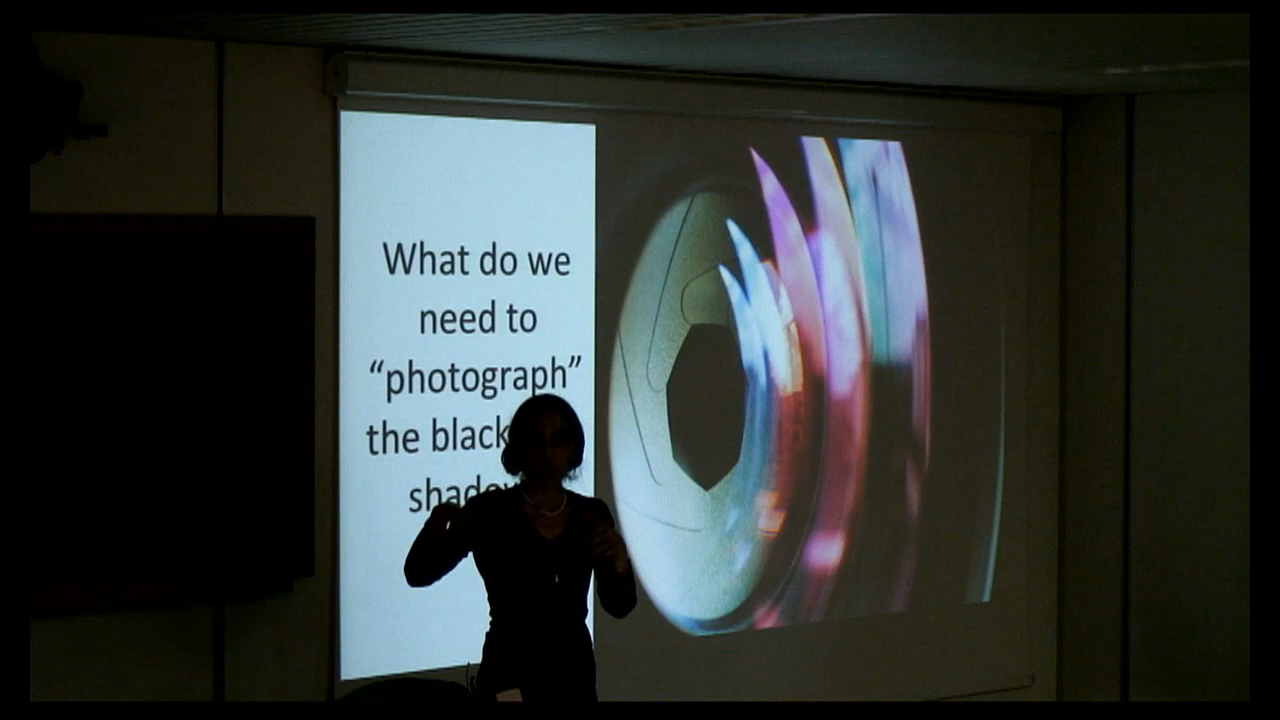 What do we
need to
“photograph”
the black